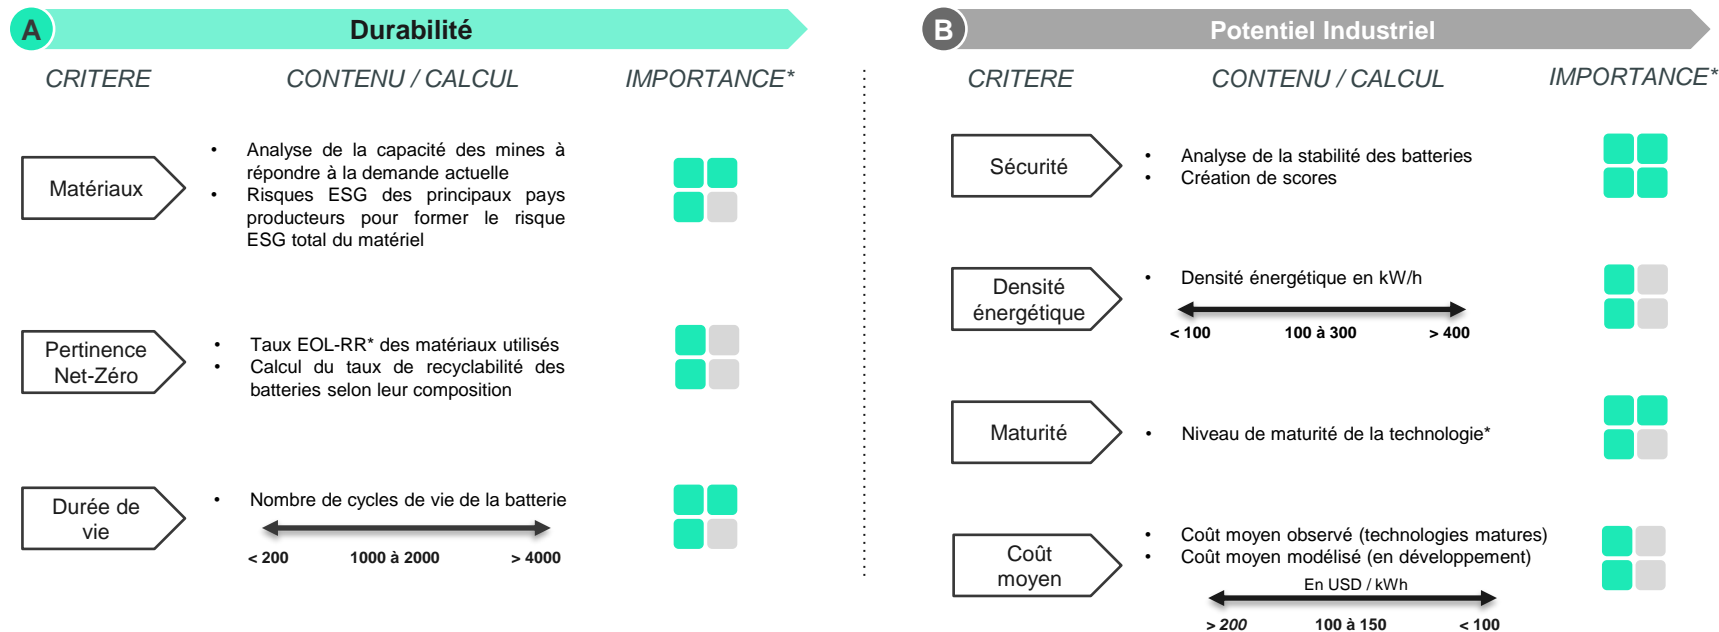 A
Durabilité
CRITERE
CONTENU / CALCUL
IMPORTANCE*
Matériaux
• Analyse de la capacité des mines à
répondre à la demande actuelle
• Risques ESG des principaux pays
producteurs pour former le risque
ESG total du matériel
Pertinence
Net-Zéro
• Taux EOL-RR* des matériaux utilisés
• Calcul du taux de recyclabilité des
batteries selon leur composition
Durée de
vie
• Nombre de cycles de vie de la batterie
< 200
1000 à 2000
> 4000
B
Potentiel Industriel
CRITERE
CONTENU / CALCUL
IMPORTANCE*
Sécurité
• Analyse de la stabilité des batteries
• Création de scores
Densité
énergétique
• Densité énergétique en kW/h
< 100
100 à 300
> 400
Maturité
• Niveau de maturité de la technologie*
Coût
moyen
• Coût moyen observé (technologies matures)
• Coût moyen modélisé (en développement)
En USD / kWh
> 200
100 à 150
< 100